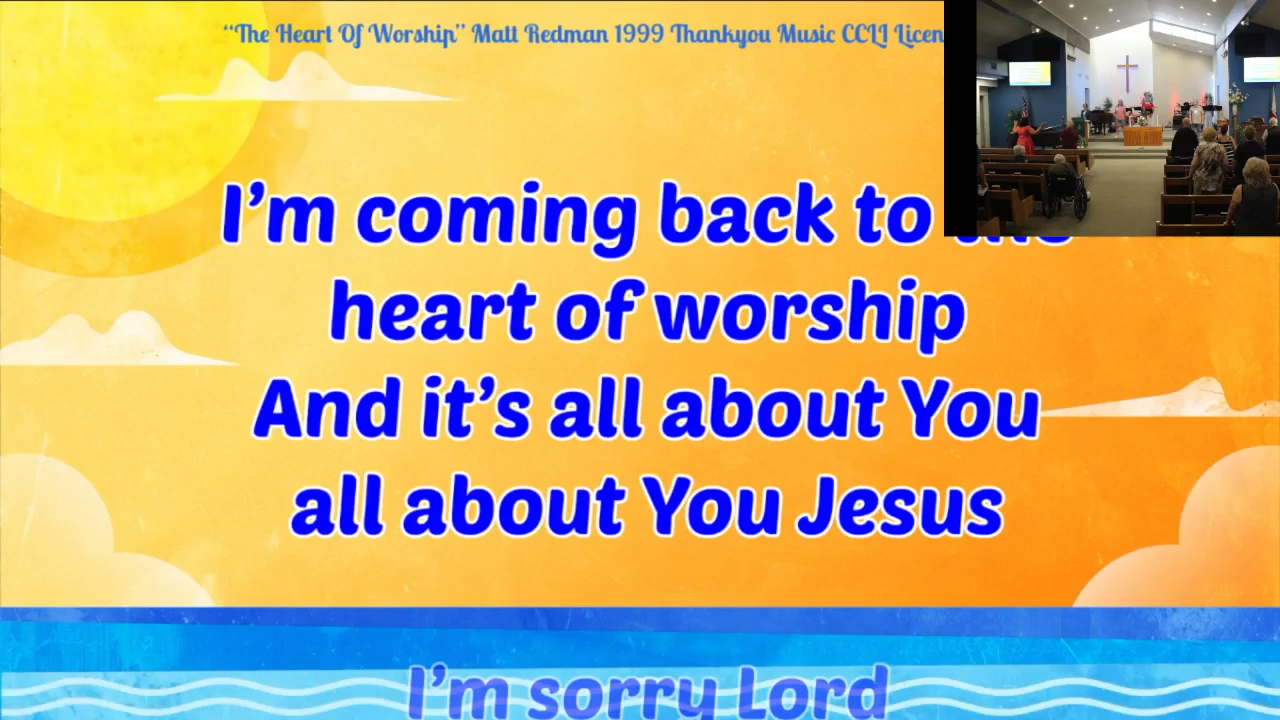 “The Heart Of Worship” Matt Redman 1999 Thankyou Music CCLI
I’m coming back to
heart of worship
And it’s all about You
all about You Jesus
I’m sorry Lord